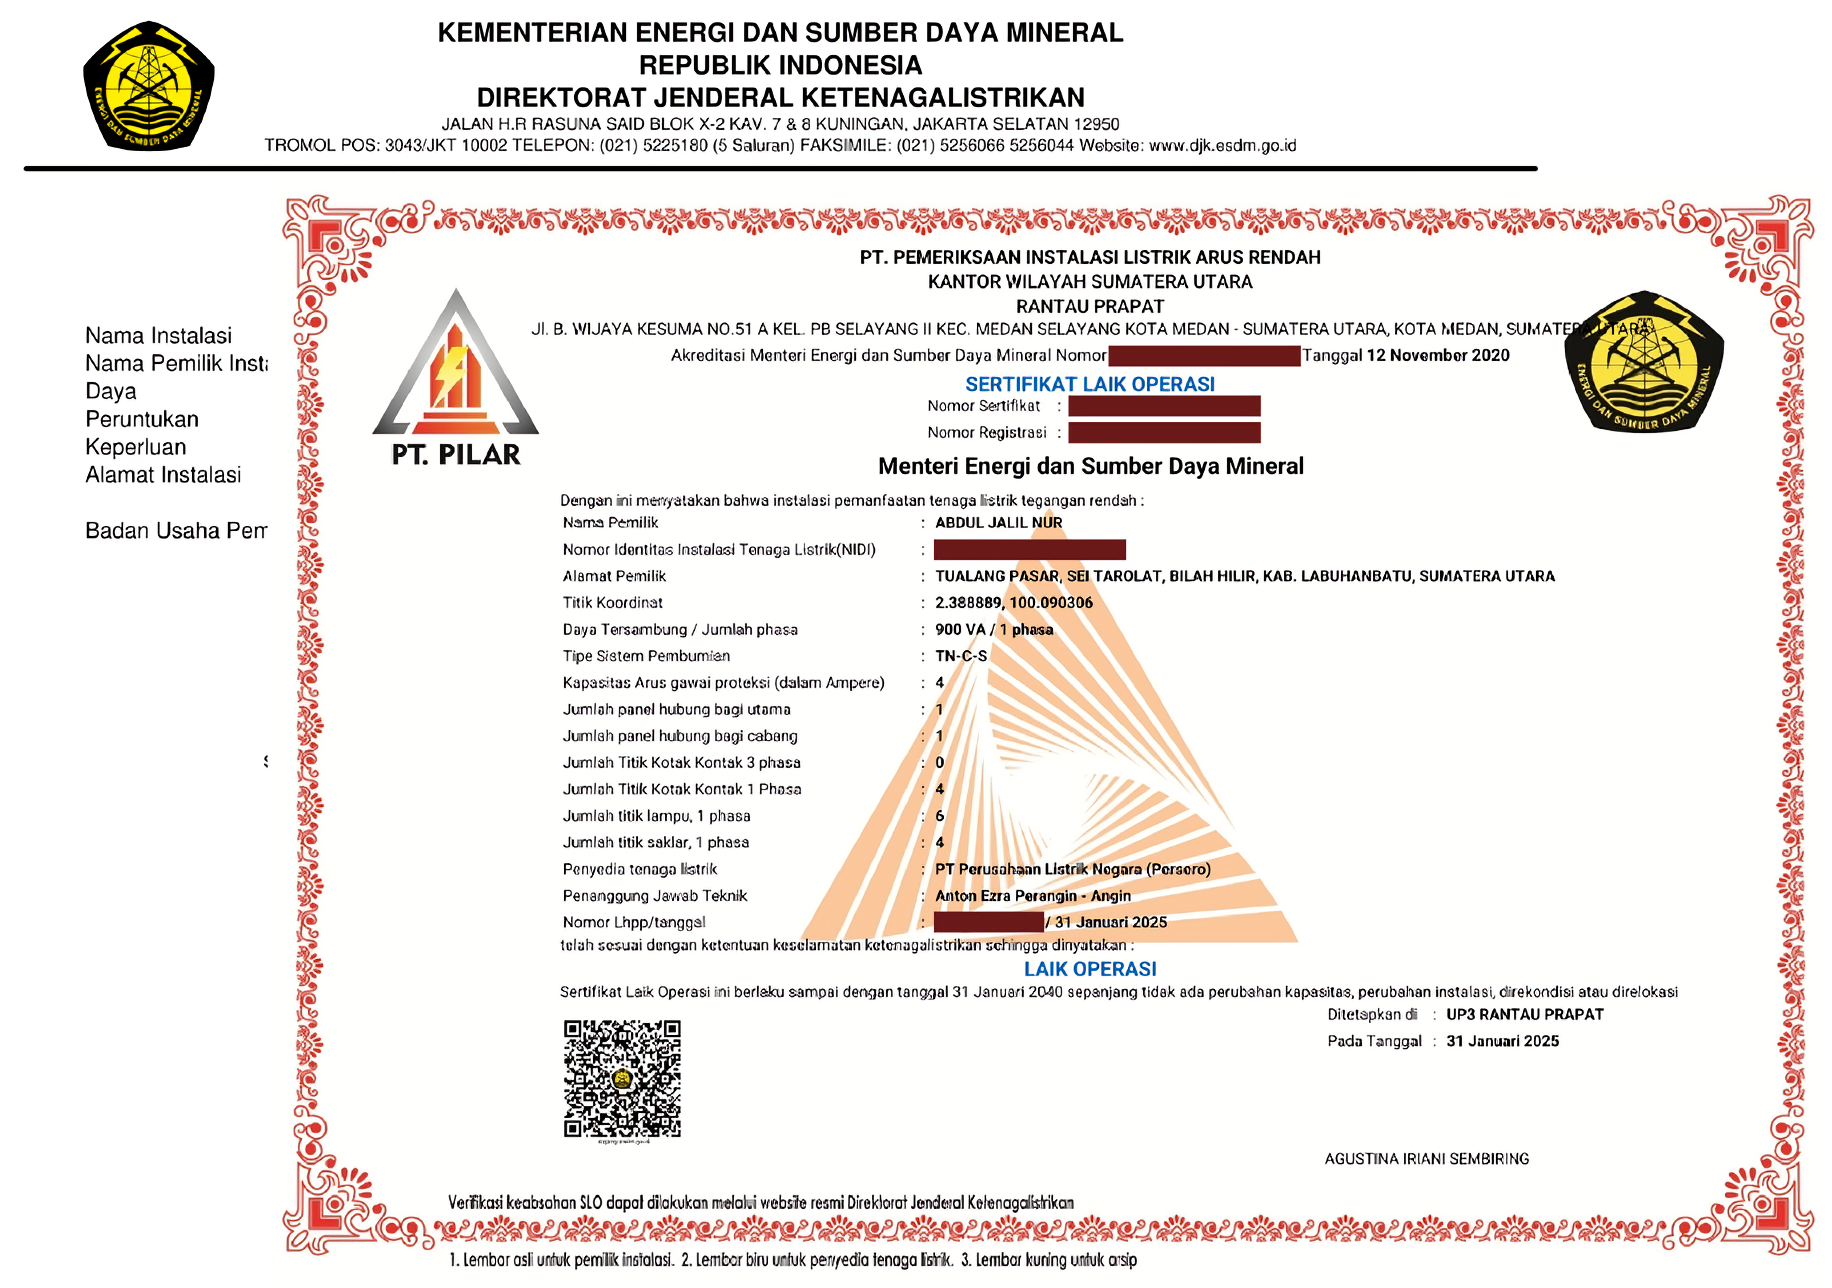 KEMENTERIAN ENERGI DAN SUMBER DAYA MINERAL
REPUBLIK INDONESIA
DIREKTORAT JENDERAL KETENAGALISTRIKAN
JALAN H.R RASUNA SAID BLOK X-2 KAV. 7 & 8 KUNINGAN, JAKARTA SELATAN 12950
TROMOL POS: 3043/JKT 10002 TELEPON: (021) 5225180 (5 Saluran) FAKSIMILE: (021) 5256066 5256044 Website: www.djk.esdm.go.id
ENERGI DAN SUMBER DAYA MINERAL
Nama Instalasi
Nama Pemilik Insta
Daya
Peruntukan
Keperluan
Alamat Instalasi
Badan Usaha Pem
PT. PEMERIKSAAN INSTALASI LISTRIK ARUS RENDAH
KANTOR WILAYAH SUMATERA UTARA
RANTAU PRAPAT
Jl. B. WIJAYA KESUMA NO.51 A KEL. PB SELAYANG II KEC. MEDAN SELAYANG KOTA MEDAN - SUMATERA UTARA, KOTA MEDAN, SUMATERA UTARA
Akreditasi Menteri Energi dan Sumber Daya Mineral Nomor Tanggal 12 November 2020
SERTIFIKAT LAIK OPERASI
Nomor Sertifikat :
Nomor Registrasi :
PT. PILAR
ENERGI DAN SUMBER DAYA MINERAL
Menteri Energi dan Sumber Daya Mineral
Dengan ini menyatakan bahwa instalasi pemanfaatan tenaga listrik tegangan rendah :
Nama Pemilik : ABDUL JALIL NUR
Nomor Identitas Instalasi Tenaga Listrik(NIDI) :
Alamat Pemilik : TUALANG PASAR, SEI TAROLAT, BILAH HILIR, KAB. LABUHANBATU, SUMATERA UTARA
Titik Koordinat : 2.388889, 100.090306
Daya Tersambung / Jumlah phasa : 900 VA / 1 phasa
Tipe Sistem Pembumian : TN-C-S
Kapasitas Arus gawai proteksi (dalam Ampere) : 4
Jumlah panel hubung bagi utama : 1
Jumlah panel hubung bagi cabang : 1
Jumlah Titik Kotak Kontak 3 phasa : 0
Jumlah Titik Kotak Kontak 1 Phasa : 4
Jumlah titik lampu, 1 phasa : 6
Jumlah titik saklar, 1 phasa : 4
Penyedia tenaga listrik : PT Perusahaan Listrik Negara (Persero)
Penanggung Jawab Teknik : Anton Ezra Perangin - Angin
Nomor Lhpp/tanggal : / 31 Januari 2025
telah sesuai dengan ketentuan keselamatan ketenagalistrikan sehingga dinyatakan :
LAIK OPERASI
Sertifikat Laik Operasi ini berlaku sampai dengan tanggal 31 Januari 2040 sepanjang tidak ada perubahan kapasitas, perubahan instalasi, direkondisi atau direlokasi
Ditetapkan di : UP3 RANTAU PRAPAT
Pada Tanggal : 31 Januari 2025
AGUSTINA IRIANI SEMBIRING
Verifikasi keabsahan SLO dapat dilakukan melalui website resmi Direktorat Jenderal Ketenagalistrikan
1. Lembar asli untuk pemilik instalasi. 2. Lembar biru untuk penyedia tenaga listrik. 3. Lembar kuning untuk arsip